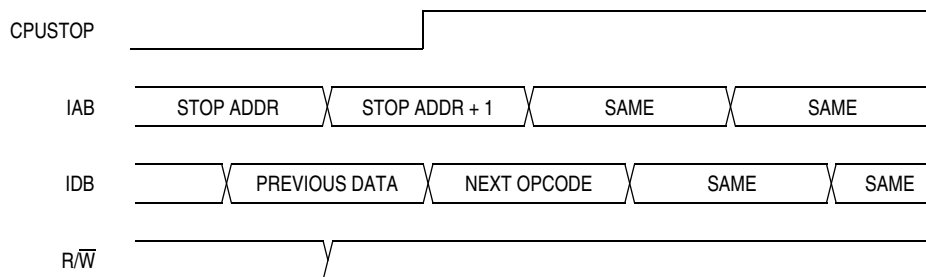 CPUSTOP
IAB STOP ADDR STOP ADDR + 1 SAME SAME
IDB PREVIOUS DATA NEXT OPCODE SAME SAME
R/W̅